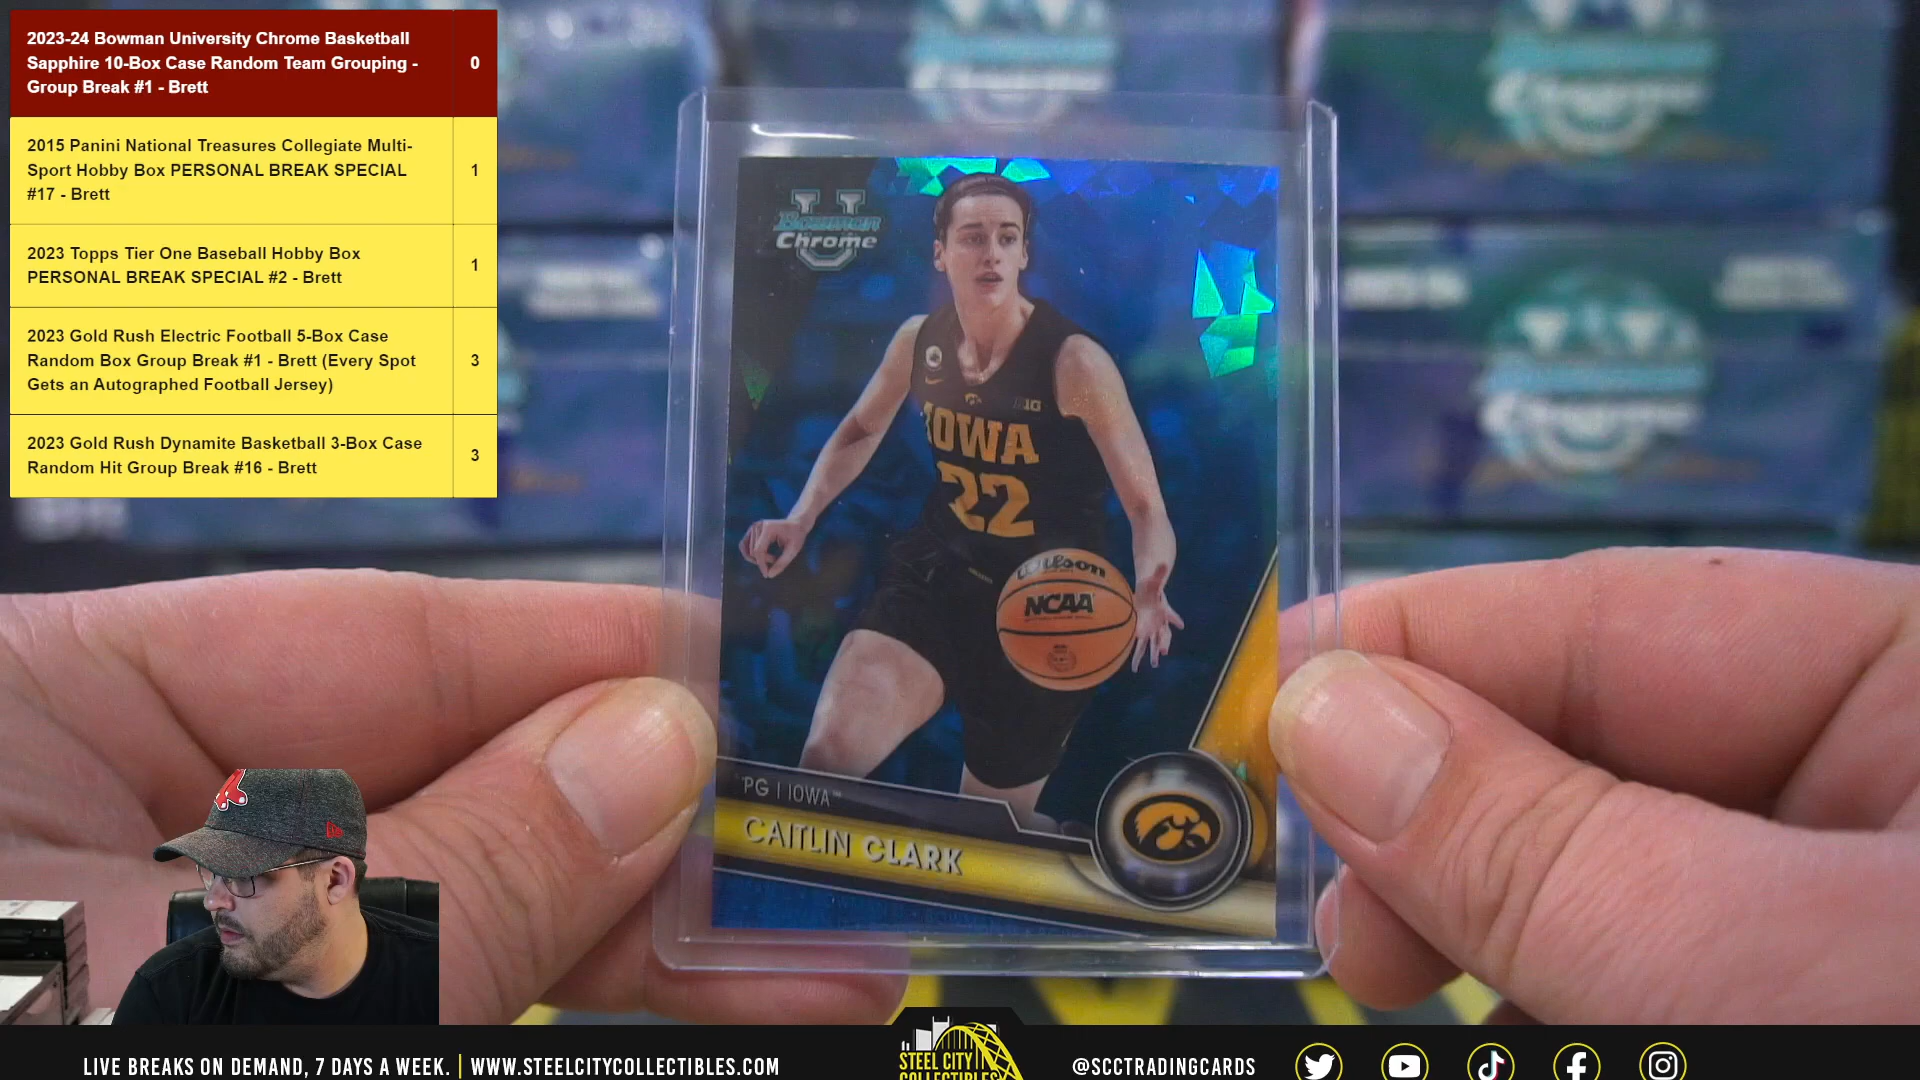 2023-24 Bowman University Chrome Basketball
Sapphire 10-Box Case Random Team Grouping -
Group Break #1 - Brett
0
2015 Panini National Treasures Collegiate Multi-
Sport Hobby Box PERSONAL BREAK SPECIAL
#17 - Brett
1
2023 Topps Tier One Baseball Hobby Box
PERSONAL BREAK SPECIAL #2 - Brett
1
2023 Gold Rush Electric Football 5-Box Case
Random Box Group Break #1 - Brett (Every Spot
Gets an Autographed Football Jersey)
3
2023 Gold Rush Dynamite Basketball 3-Box Case
Random Hit Group Break #16 - Brett
3
U
Bowman
Chrome
B1G
IOWA
22
Wilson
NCAA
PG | IOWA™
CAITLIN CLARK
LIVE BREAKS ON DEMAND, 7 DAYS A WEEK. | WWW.STEELCITYCOLLECTIBLES.COM
STEEL CITY
COLLECTIBLES
@SCCTRADINGCARDS